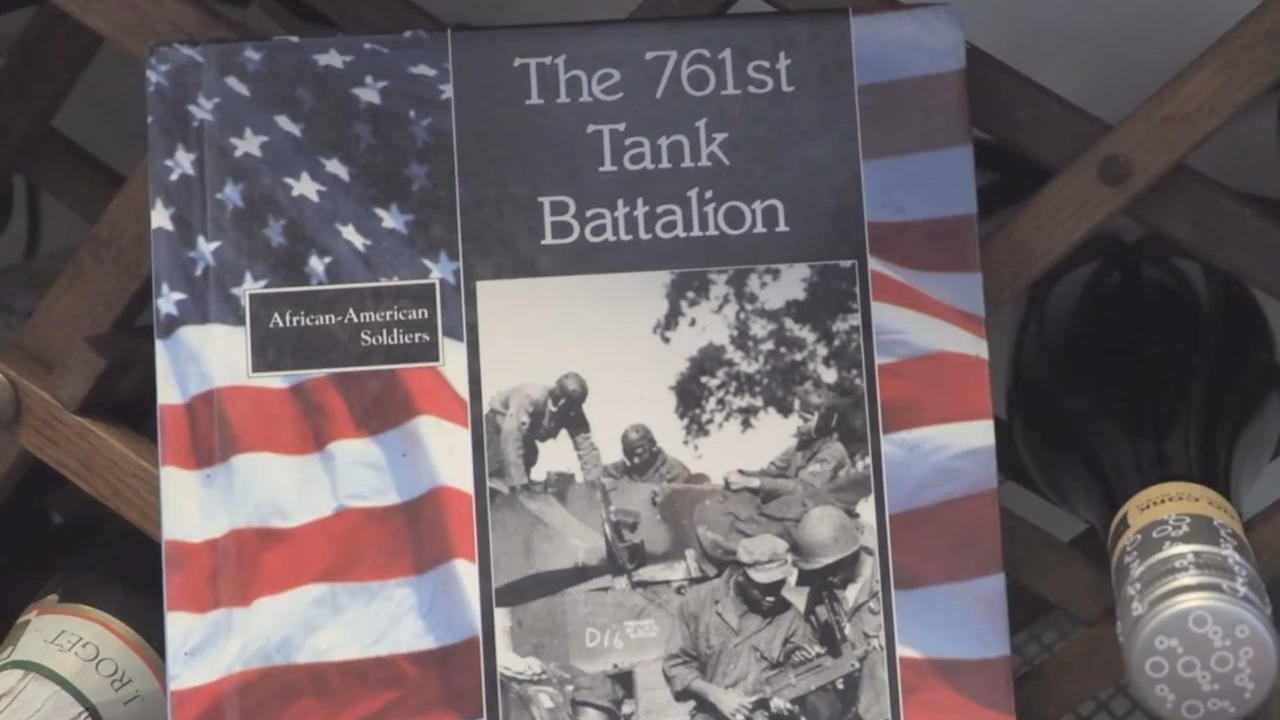 The 761st
Tank
Battalion
African-American
Soldiers
D16
J. ROGET